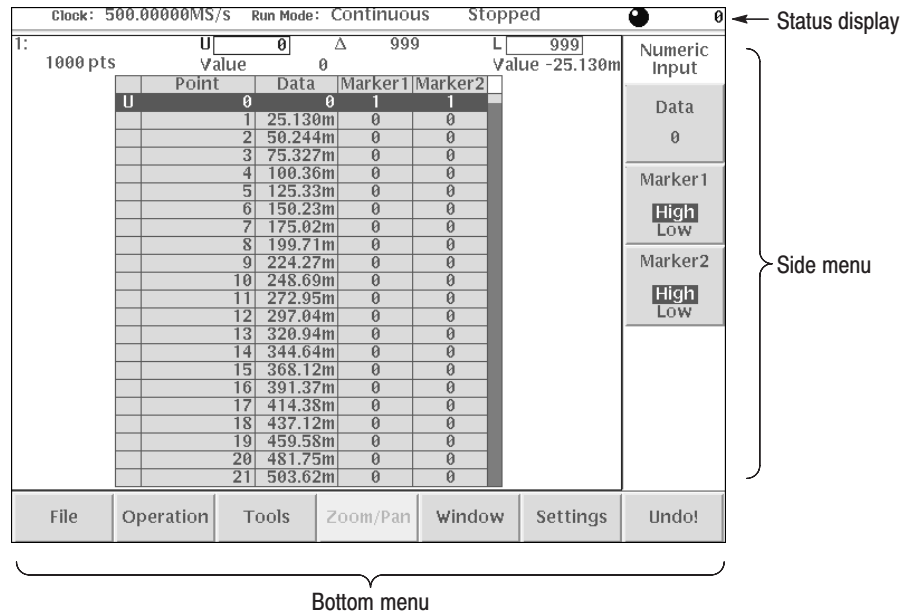 Clock: 500.00000MS/s Run Mode: Continuous Stopped 0
Status display
1: U 0 Δ 999 L 999
1000 pts Value 0 Value -25.130m
Point Data Marker1 Marker2
U 0 0 1 1
1 25.130m 0 0
2 50.244m 0 0
3 75.327m 0 0
4 100.36m 0 0
5 125.33m 0 0
6 150.23m 0 0
7 175.02m 0 0
8 199.71m 0 0
9 224.27m 0 0
10 248.69m 0 0
11 272.95m 0 0
12 297.04m 0 0
13 320.94m 0 0
14 344.64m 0 0
15 368.12m 0 0
16 391.37m 0 0
17 414.38m 0 0
18 437.12m 0 0
19 459.58m 0 0
20 481.75m 0 0
21 503.62m 0 0
Numeric
Input
Data
0
Marker1
High
Low
Marker2
High
Low
Side menu
File Operation Tools Zoom/Pan Window Settings Undo!
Bottom menu